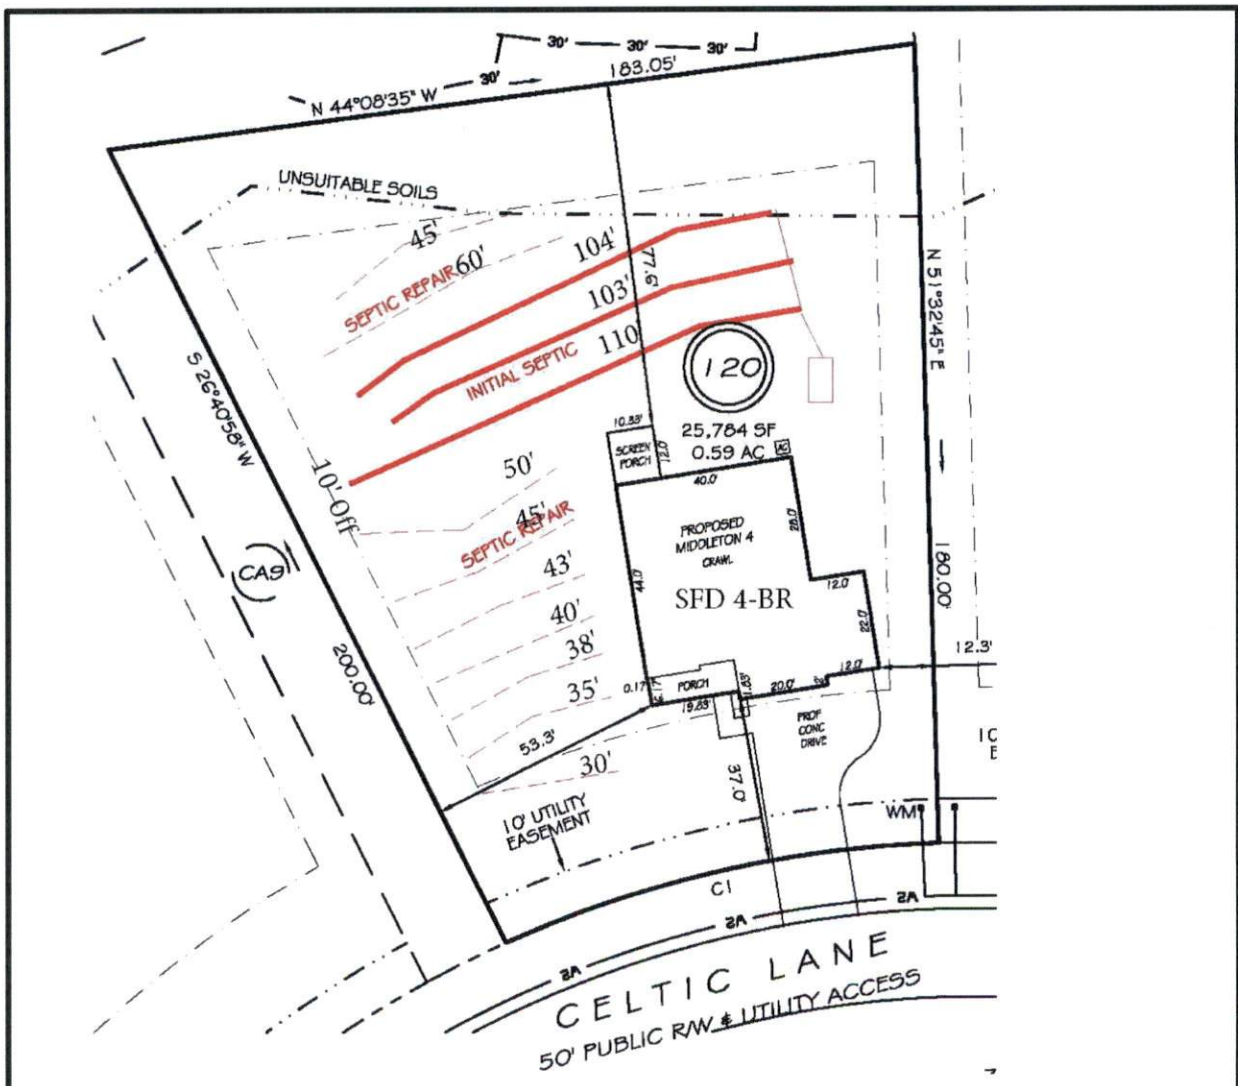 30' 30' 30'
30'
183.05'
N 44°08'35" W
UNSUITABLE SOILS
45'
60'
SEPTIC REPAIR
104'
77.6'
103'
110'
INITIAL SEPTIC
120
25,784 SF
0.59 AC
N 51°32'45" E
180.00'
S 26°40'58" W
200.00'
10' Off
CA9
10.33'
SCREEN
PORCH
12.0'
AC
40.0'
50'
45'
SEPTIC REPAIR
43'
40'
38'
35'
30'
PROPOSED
MIDDLETON 4
CRAWL
SFD 4-BR
44.0'
28.0'
12.0'
22.0'
12.0'
12.3'
0.17'
PORCH
19.83'
1.83'
20.0'
PROP
CONC
DRIVE
53.3'
37.0'
10' UTILITY
EASEMENT
WM
C1
CELTIC LANE
50' PUBLIC R/W & UTILITY ACCESS